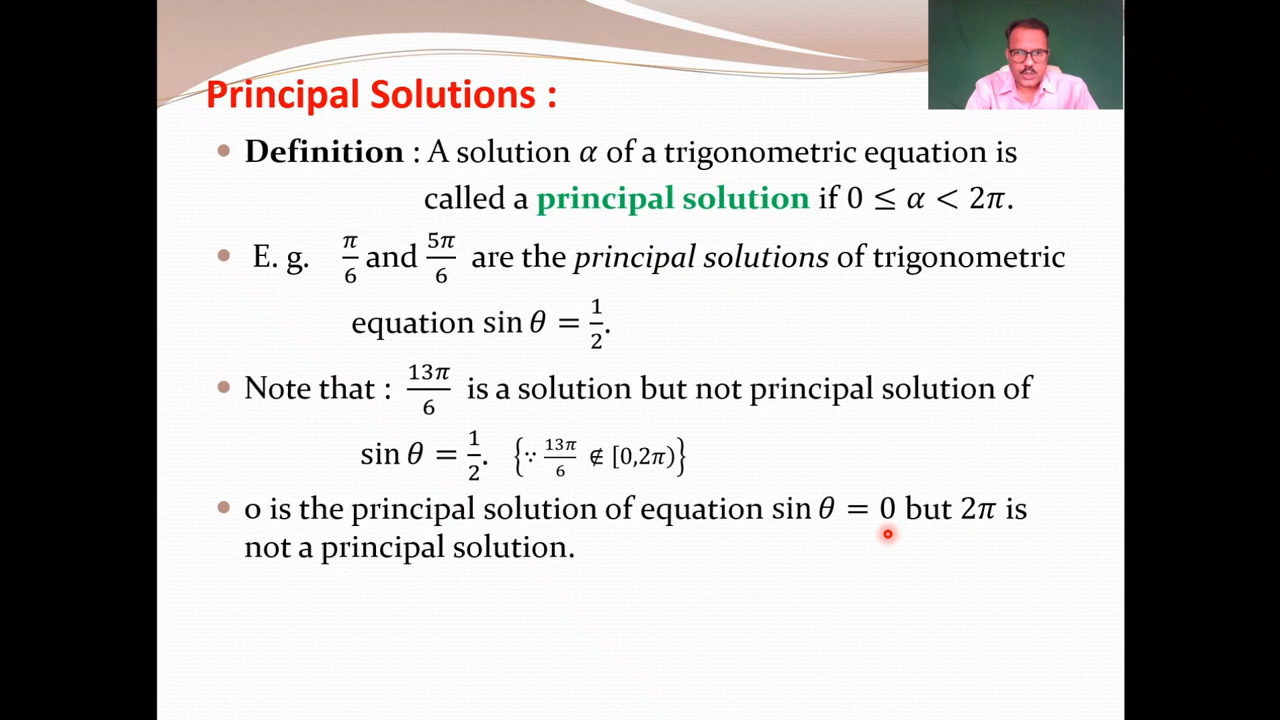 Principal Solutions :
• Definition : A solution 𝛼 of a trigonometric equation is
called a principal solution if 0 ≤ 𝛼 < 2𝜋.
• E. g. 𝜋/6 and 5𝜋/6 are the principal solutions of trigonometric
equation sin 𝜃 = 1/2.
• Note that : 13𝜋/6 is a solution but not principal solution of
sin 𝜃 = 1/2. {∵ 13𝜋/6 ∉ [0,2𝜋)}
• 0 is the principal solution of equation sin 𝜃 = 0 but 2𝜋 is
not a principal solution.